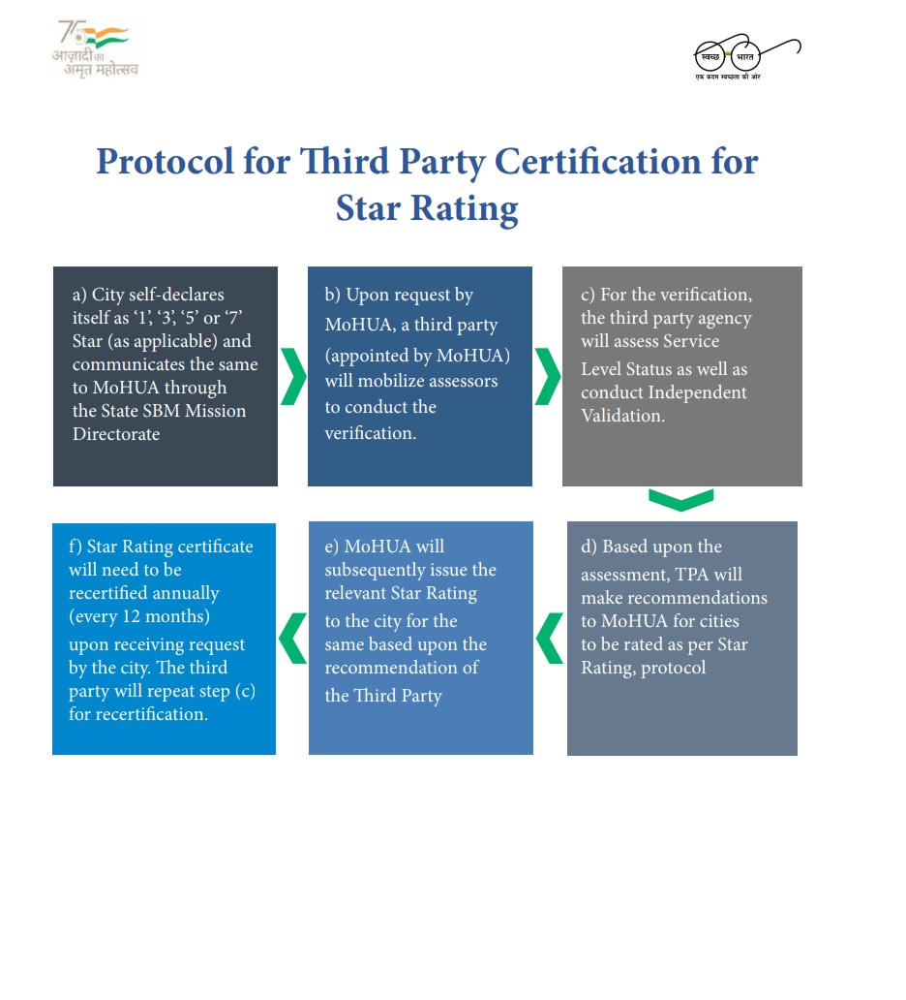 75
आज़ादी का
अमृत महोत्सव
स्वच्छ भारत
एक कदम स्वच्छता की ओर
Protocol for Third Party Certification for
Star Rating
a) City self-declares
itself as ‘1’, ‘3’, ‘5’ or ‘7’
Star (as applicable) and
communicates the same
to MoHUA through
the State SBM Mission
Directorate
b) Upon request by
MoHUA, a third party
(appointed by MoHUA)
will mobilize assessors
to conduct the
verification.
c) For the verification,
the third party agency
will assess Service
Level Status as well as
conduct Independent
Validation.
d) Based upon the
assessment, TPA will
make recommendations
to MoHUA for cities
to be rated as per Star
Rating, protocol
e) MoHUA will
subsequently issue the
relevant Star Rating
to the city for the
same based upon the
recommendation of
the Third Party
f) Star Rating certificate
will need to be
recertified annually
(every 12 months)
upon receiving request
by the city. The third
party will repeat step (c)
for recertification.